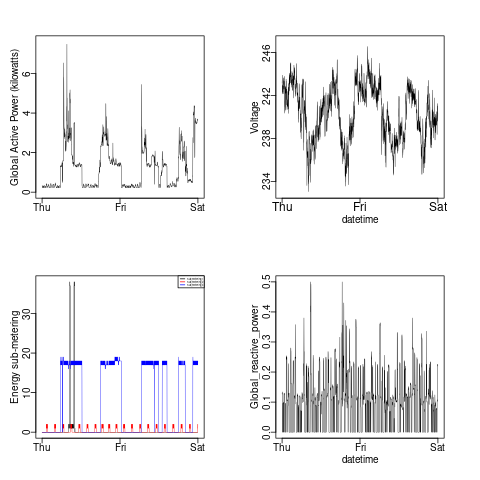 Global Active Power (kilowatts)
0 2 4 6
Thu Fri Sat
Voltage
234 238 242 246
Thu Fri Sat
datetime
Energy sub-metering
0 10 20 30
Thu Fri Sat
Global_reactive_power
0.0 0.1 0.2 0.3 0.4 0.5
Thu Fri Sat
datetime